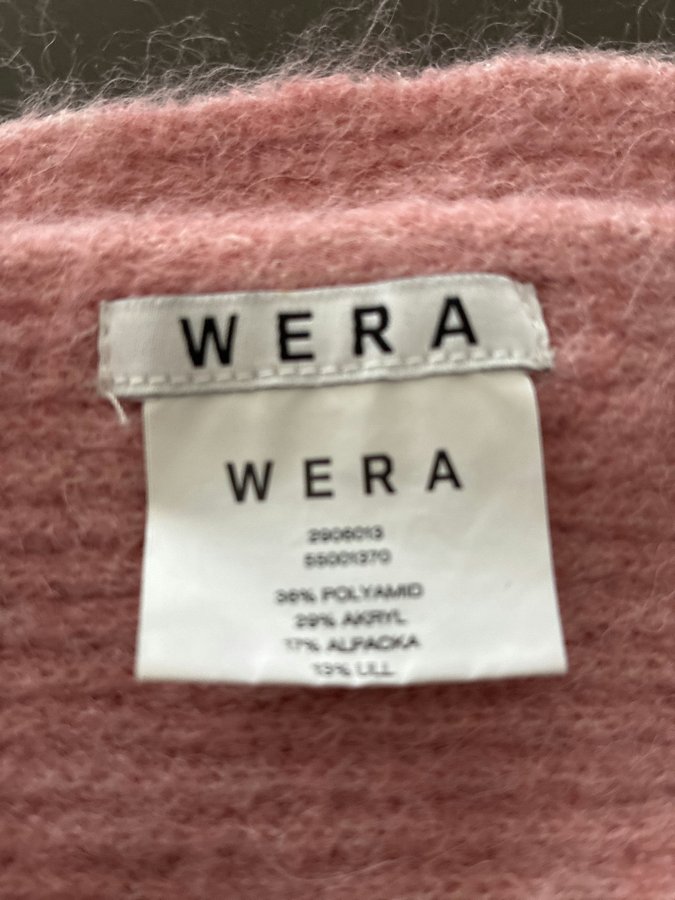 WERA
WERA
2906013
55001370
36% POLYAMID
29% AKRYL
17% ALPACKA
13% ULL